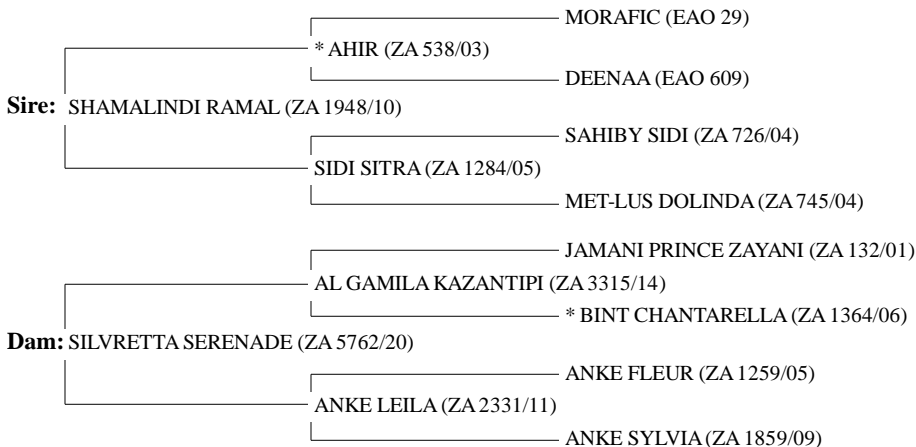 MORAFIC (EAO 29)
* AHIR (ZA 538/03)
DEENAA (EAO 609)
Sire: SHAMALINDI RAMAL (ZA 1948/10)
SAHIBY SIDI (ZA 726/04)
SIDI SITRA (ZA 1284/05)
MET-LUS DOLINDA (ZA 745/04)
JAMANI PRINCE ZAYANI (ZA 132/01)
AL GAMILA KAZANTIPI (ZA 3315/14)
* BINT CHANTARELLA (ZA 1364/06)
Dam: SILVRETTA SERENADE (ZA 5762/20)
ANKE FLEUR (ZA 1259/05)
ANKE LEILA (ZA 2331/11)
ANKE SYLVIA (ZA 1859/09)